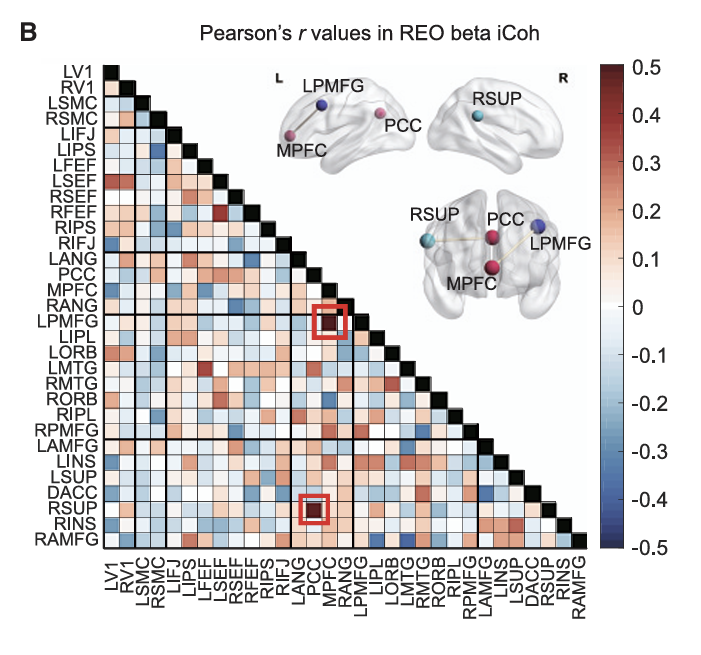 B
Pearson's r values in REO beta iCoh
L
R
LPMFG
PCC
MPFC
RSUP
RSUP
PCC
LPMFG
MPFC
LV1
RV1
LSMC
RSMC
LIFJ
LIPS
LFEF
LSEF
RSEF
RFEF
RIPS
RIFJ
LANG
PCC
MPFC
RANG
LPMFG
LIPL
LORB
LMTG
RMTG
RORB
RIPL
RPMFG
LAMFG
LINS
LSUP
DACC
RSUP
RINS
RAMFG
LV1
RV1
LSMC
RSMC
LIFJ
LIPS
LFEF
LSEF
RSEF
RFEF
RIPS
RIFJ
LANG
PCC
MPFC
RANG
LPMFG
LIPL
LORB
LMTG
RMTG
RORB
RIPL
RPMFG
LAMFG
LINS
LSUP
DACC
RSUP
RINS
RAMFG
0.5
0.4
0.3
0.2
0.1
0
-0.1
-0.2
-0.3
-0.4
-0.5